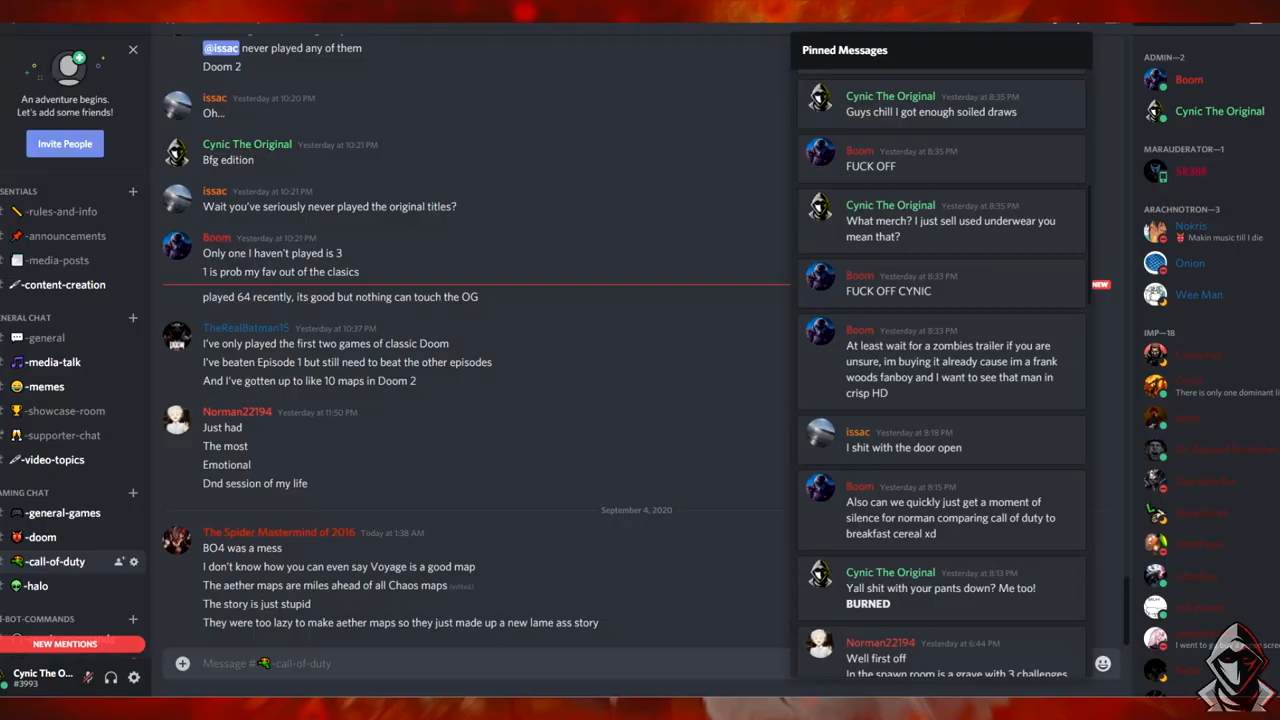 An adventure begins.
Let's add some friends!
Invite People
SENTIALS
-rules-and-info
-announcements
-media-posts
-content-creation
ENERAL CHAT
-general
-media-talk
-memes
-showcase-room
-supporter-chat
-video-topics
AMING CHAT
-general-games
-doom
-call-of-duty
-halo
-BOT-COMMANDS
NEW MENTIONS
Cynic The O...
#3993
@issac never played any of them
Doom 2
issac Yesterday at 10:20 PM
Oh...
Cynic The Original Yesterday at 10:21 PM
Bfg edition
issac Yesterday at 10:21 PM
Wait you've seriously never played the original titles?
Boom Yesterday at 10:21 PM
Only one I haven't played is 3
1 is prob my fav out of the clasics
NEW
played 64 recently, its good but nothing can touch the OG
TheRealBatman15 Yesterday at 10:37 PM
I've only played the first two games of classic Doom
I've beaten Episode 1 but still need to beat the other episodes
And I've gotten up to like 10 maps in Doom 2
Norman22194 Yesterday at 11:50 PM
Just had
The most
Emotional
Dnd session of my life
September 4, 2020
The Spider Mastermind of 2016 Today at 1:38 AM
BO4 was a mess
I don't know how you can even say Voyage is a good map
The aether maps are miles ahead of all Chaos maps (edited)
The story is just stupid
They were too lazy to make aether maps so they just made up a new lame ass story
Message #-call-of-duty
Pinned Messages
Cynic The Original Yesterday at 8:35 PM
Guys chill I got enough soiled draws
Boom Yesterday at 8:35 PM
FUCK OFF
Cynic The Original Yesterday at 8:35 PM
What merch? I just sell used underwear you
mean that?
Boom Yesterday at 8:33 PM
FUCK OFF CYNIC
Boom Yesterday at 8:33 PM
At least wait for a zombies trailer if you are
unsure, im buying it already cause im a frank
woods fanboy and I want to see that man in
crisp HD
issac Yesterday at 8:18 PM
I shit with the door open
Boom Yesterday at 8:15 PM
Also can we quickly just get a moment of
silence for norman comparing call of duty to
breakfast cereal xd
Cynic The Original Yesterday at 8:13 PM
Yall shit with your pants down? Me too!
BURNED
Norman22194 Yesterday at 6:44 PM
Well first off
In the spawn room is a grave with 3 challenges
ADMIN—2
Boom
Cynic The Original
MARAUDERATOR—1
SR388
ARACHNOTRON—3
Nokris
Makin music till I die
Onion
Wee Man
IMP—18
There is only one dominant li